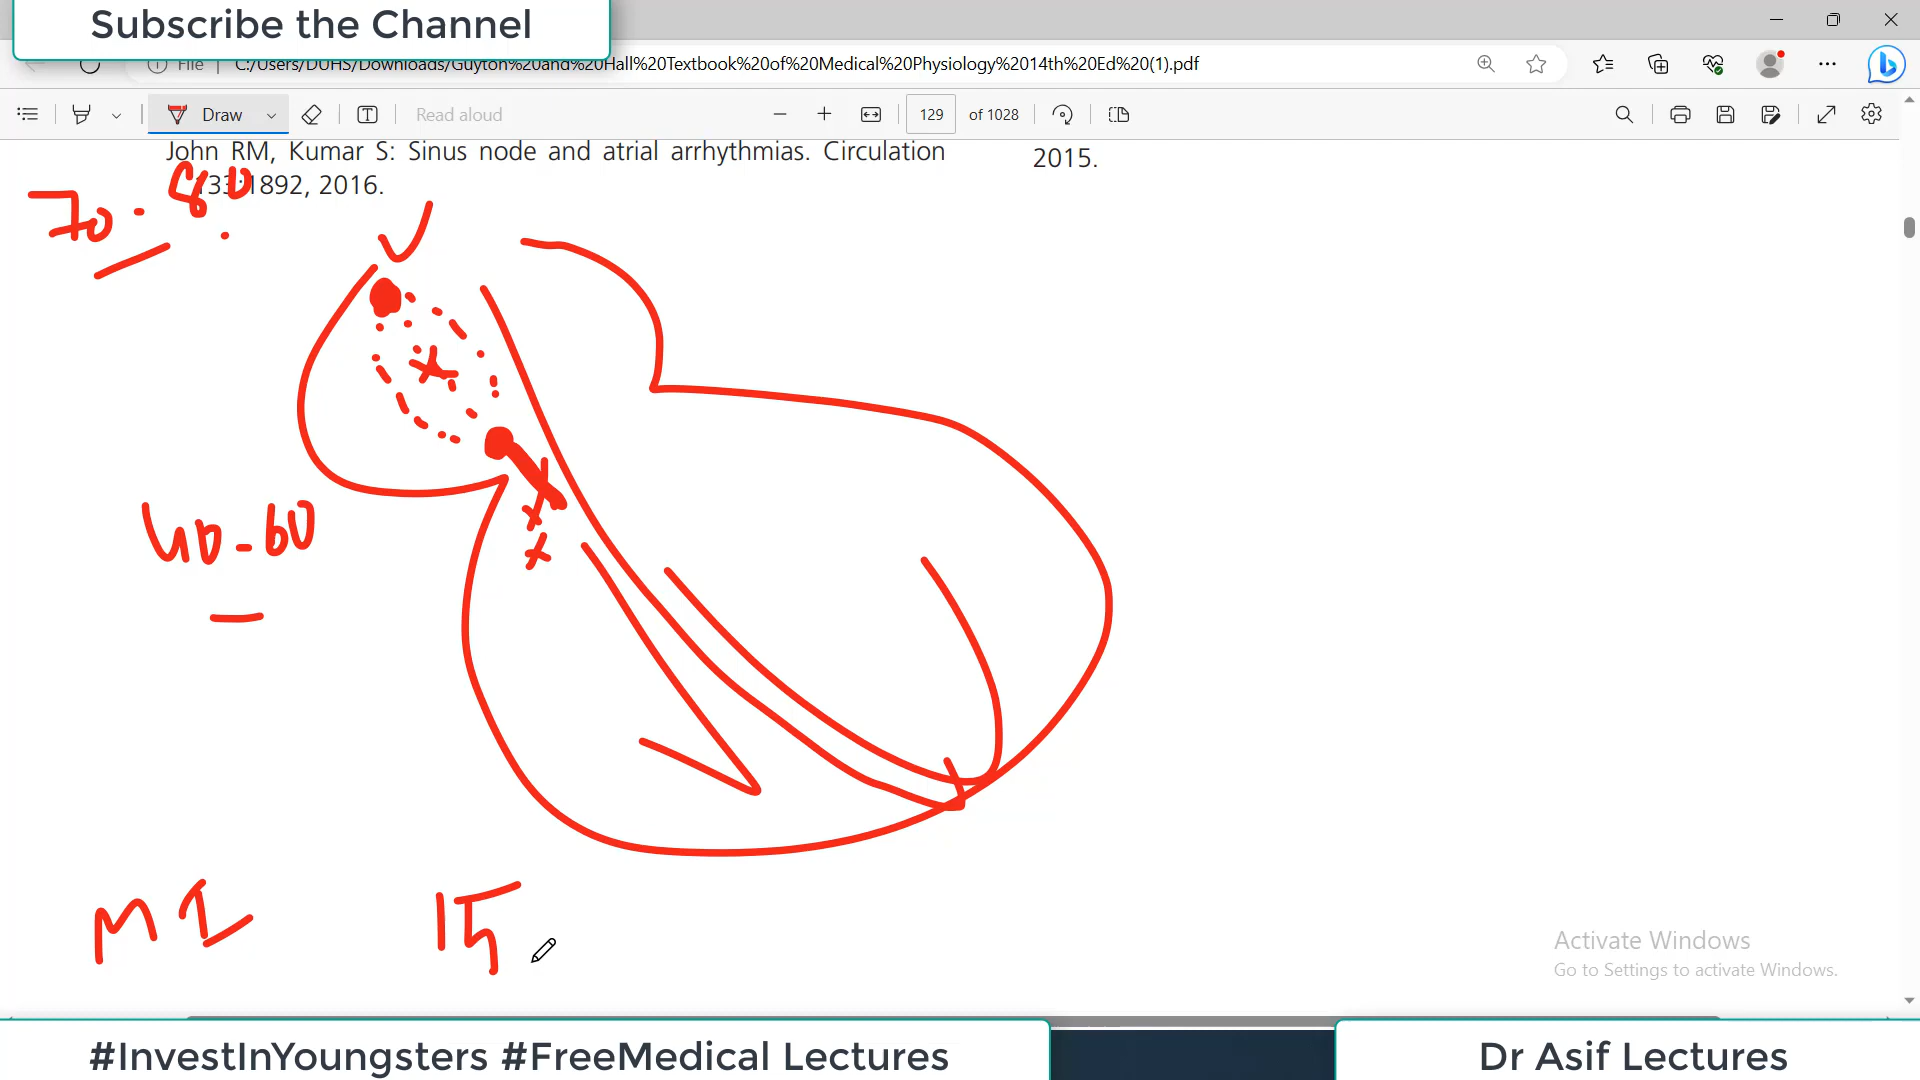 Subscribe the Channel
File C:/Users/DUHS/Downloads/Guyton%20and%20Hall%20Textbook%20of%20Medical%20Physiology%2014th%20Ed%20(1).pdf
Draw
Read aloud
129 of 1028
John RM, Kumar S: Sinus node and atrial arrhythmias. Circulation
133:1892, 2016.
2015.
70-80
40-60
MI
15
Activate Windows
Go to Settings to activate Windows.
#InvestInYoungsters #FreeMedical Lectures
Dr Asif Lectures